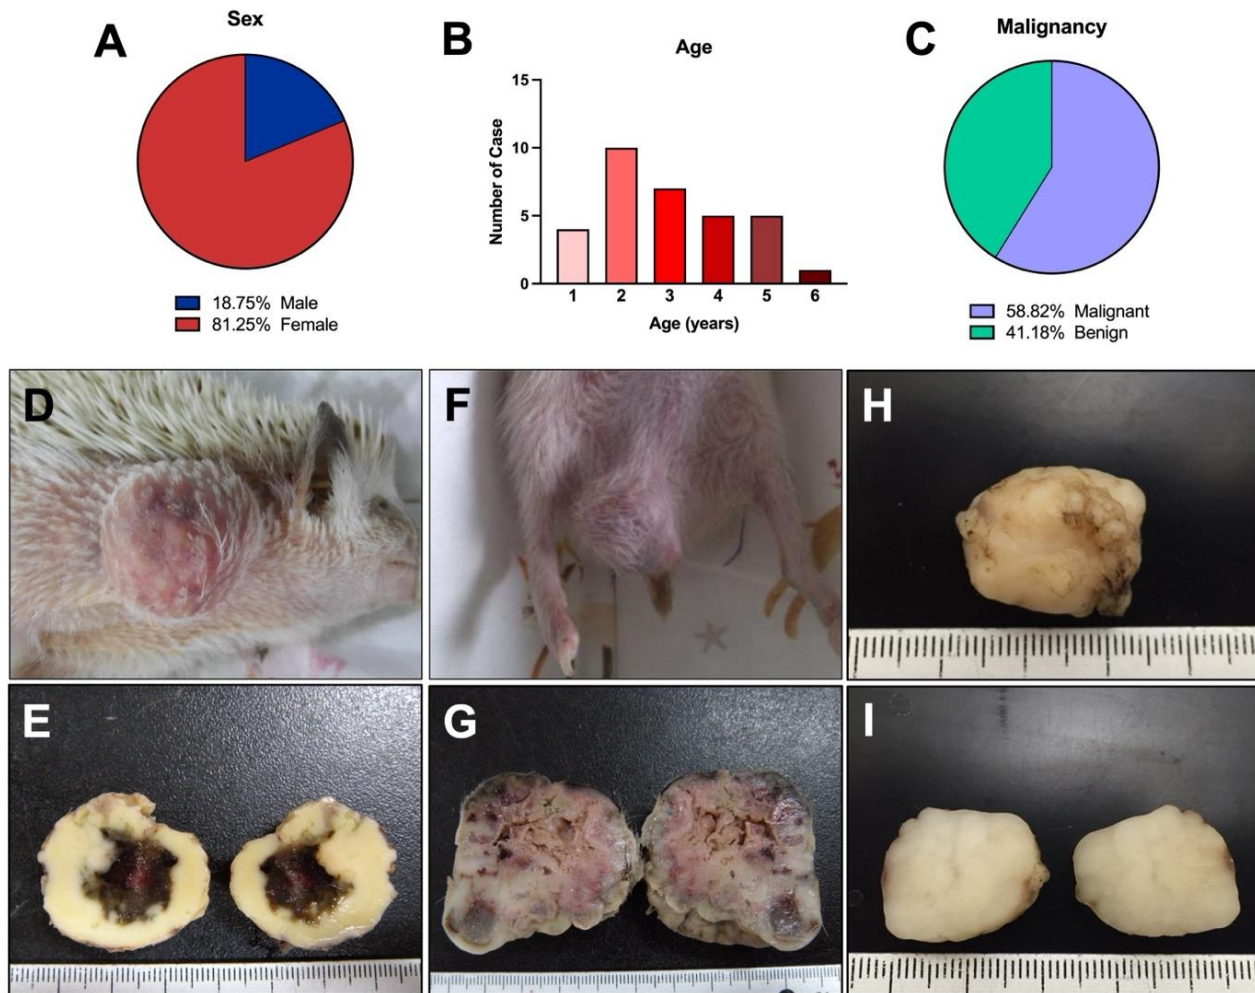 A
Sex
18.75% Male
81.25% Female
B
Age
Number of Case
15
10
5
0
1 2 3 4 5 6
Age (years)
C
Malignancy
58.82% Malignant
41.18% Benign
D
F
H
E
G
I